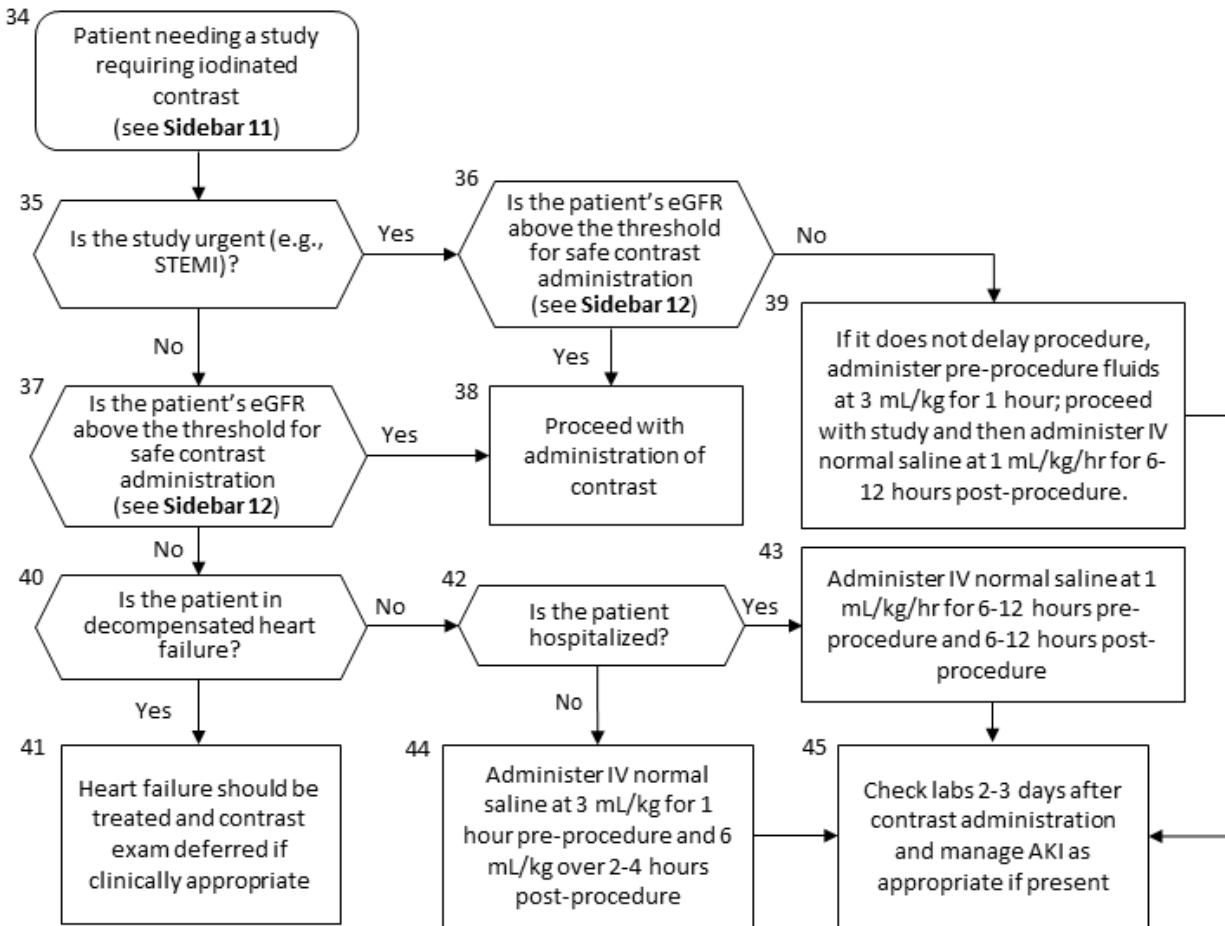 34
Patient needing a study
requiring iodinated
contrast
(see Sidebar 11)
35
Is the study urgent (e.g.,
STEMI)?
Yes
36
Is the patient's eGFR
above the threshold
for safe contrast
administration
(see Sidebar 12)
No
39
If it does not delay procedure,
administer pre-procedure fluids
at 3 mL/kg for 1 hour; proceed
with study and then administer IV
normal saline at 1 mL/kg/hr for 6-
12 hours post-procedure.
No
Yes
37
Is the patient's eGFR
above the threshold for
safe contrast
administration
(see Sidebar 12)
Yes
38
Proceed with
administration of
contrast
No
40
Is the patient in
decompensated heart
failure?
No
42
Is the patient
hospitalized?
Yes
43
Administer IV normal saline at 1
mL/kg/hr for 6-12 hours pre-
procedure and 6-12 hours post-
procedure
Yes
No
41
Heart failure should be
treated and contrast
exam deferred if
clinically appropriate
44
Administer IV normal
saline at 3 mL/kg for 1
hour pre-procedure and 6
mL/kg over 2-4 hours
post-procedure
45
Check labs 2-3 days after
contrast administration
and manage AKI as
appropriate if present